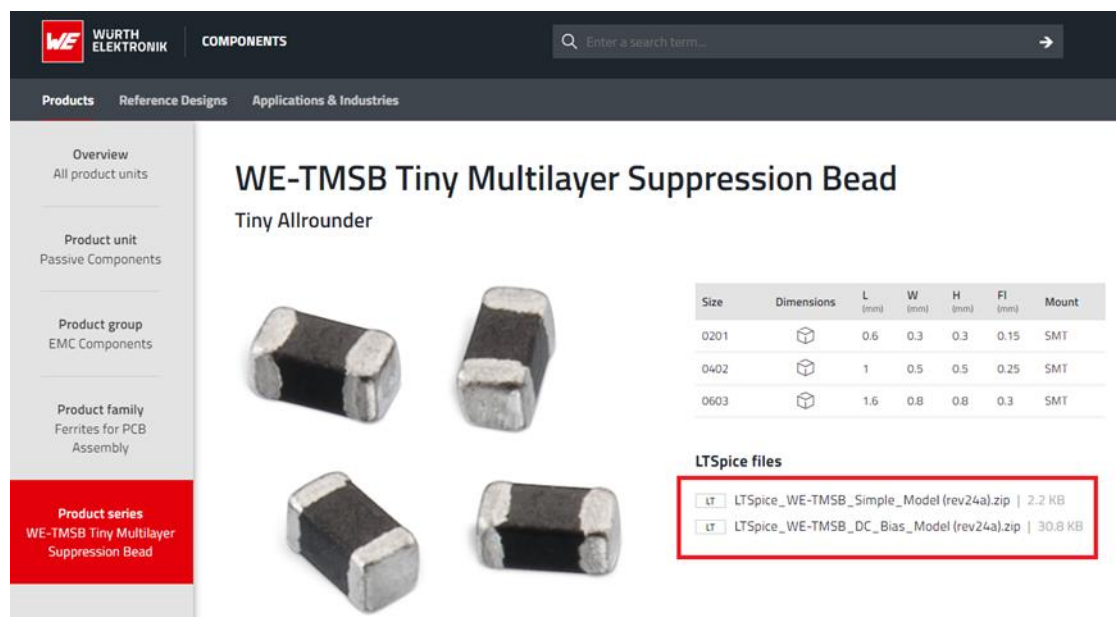 WE WURTH
ELEKTRONIK
COMPONENTS
Enter a search term...
Products Reference Designs Applications & Industries
Overview
All product units
Product unit
Passive Components
Product group
EMC Components
Product family
Ferrites for PCB
Assembly
Product series
WE-TMSB Tiny Multilayer
Suppression Bead
WE-TMSB Tiny Multilayer Suppression Bead
Tiny Allrounder
Size Dimensions L (mm) W (mm) H (mm) Fl (mm) Mount
0201 0.6 0.3 0.3 0.15 SMT
0402 1 0.5 0.5 0.25 SMT
0603 1.6 0.8 0.8 0.3 SMT
LTSpice files
LT LTSpice_WE-TMSB_Simple_Model (rev24a).zip | 2.2 KB
LT LTSpice_WE-TMSB_DC_Bias_Model (rev24a).zip | 30.8 KB